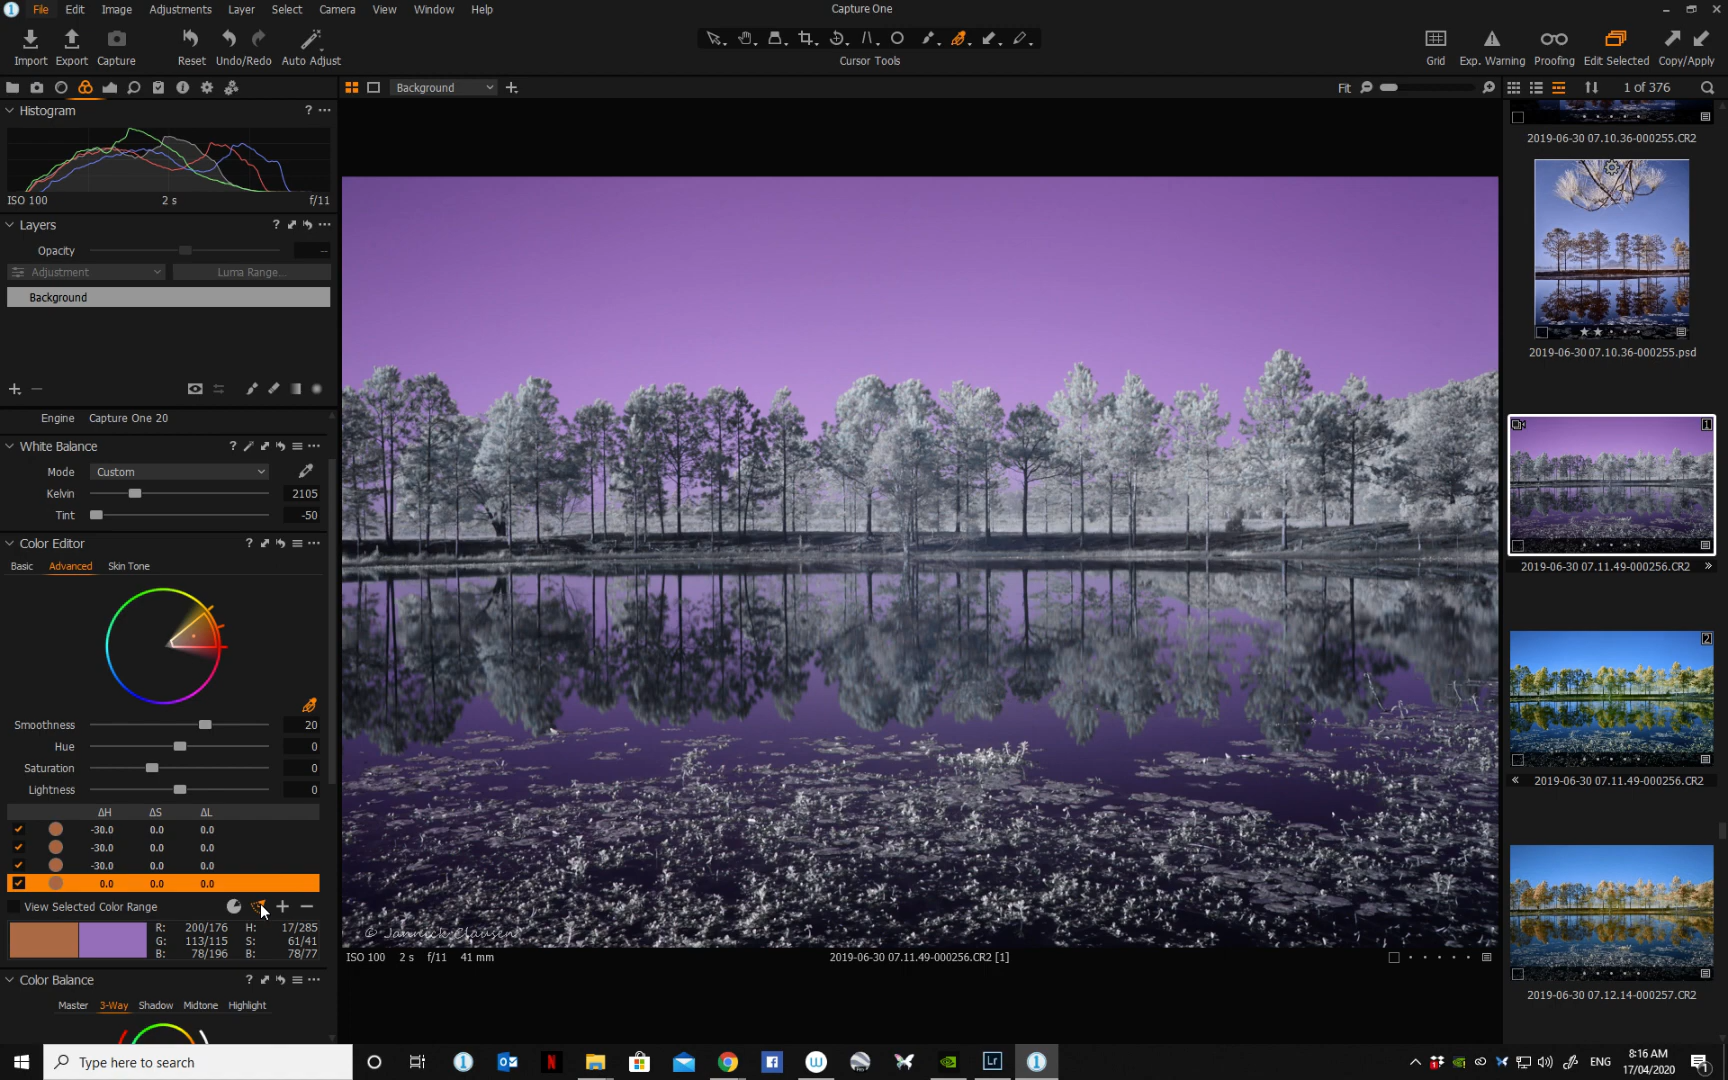 File Edit Image Adjustments Layer Select Camera View Window Help
Capture One
Import Export Capture Reset Undo/Redo Auto Adjust
Cursor Tools
Grid Exp. Warning Proofing Edit Selected Copy/Apply
Background
Fit
1 of 376
Histogram
ISO 100 2 s f/11
Layers
Opacity --
Adjustment Luma Range...
Background
Engine Capture One 20
White Balance
Mode Custom
Kelvin 2105
Tint -50
Color Editor
Basic Advanced Skin Tone
Smoothness 20
Hue 0
Saturation 0
Lightness 0
ΔH ΔS ΔL
-30.0 0.0 0.0
-30.0 0.0 0.0
-30.0 0.0 0.0
0.0 0.0 0.0
View Selected Color Range
R: 200/176 H: 17/285
G: 113/115 S: 61/41
B: 78/196 B: 78/77
Color Balance
Master 3-Way Shadow Midtone Highlight
© Jannick Clausen
ISO 100 2 s f/11 41 mm
2019-06-30 07.11.49-000256.CR2 [1]
2019-06-30 07.10.36-000255.CR2
2019-06-30 07.10.36-000255.psd
1
2019-06-30 07.11.49-000256.CR2 »
2
« 2019-06-30 07.11.49-000256.CR2
2019-06-30 07.12.14-000257.CR2
Type here to search
ENG
8:16 AM
17/04/2020